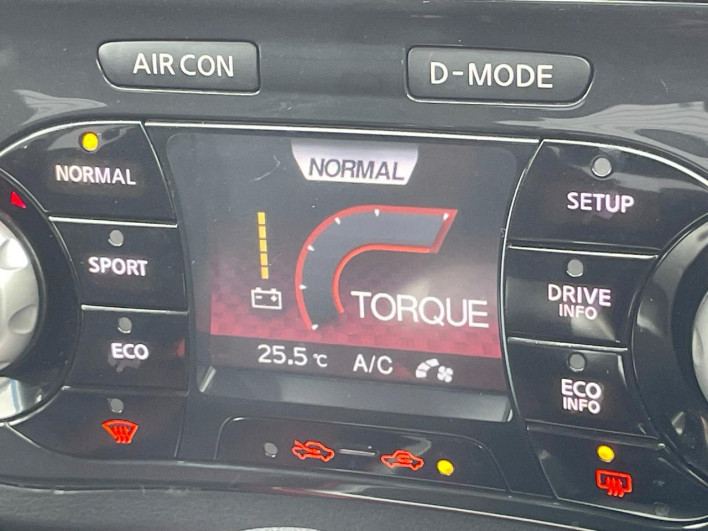 AIR CON
D-MODE
NORMAL
NORMAL
SETUP
SPORT
DRIVE
INFO
TORQUE
ECO
25.5 °C A/C
ECO
INFO